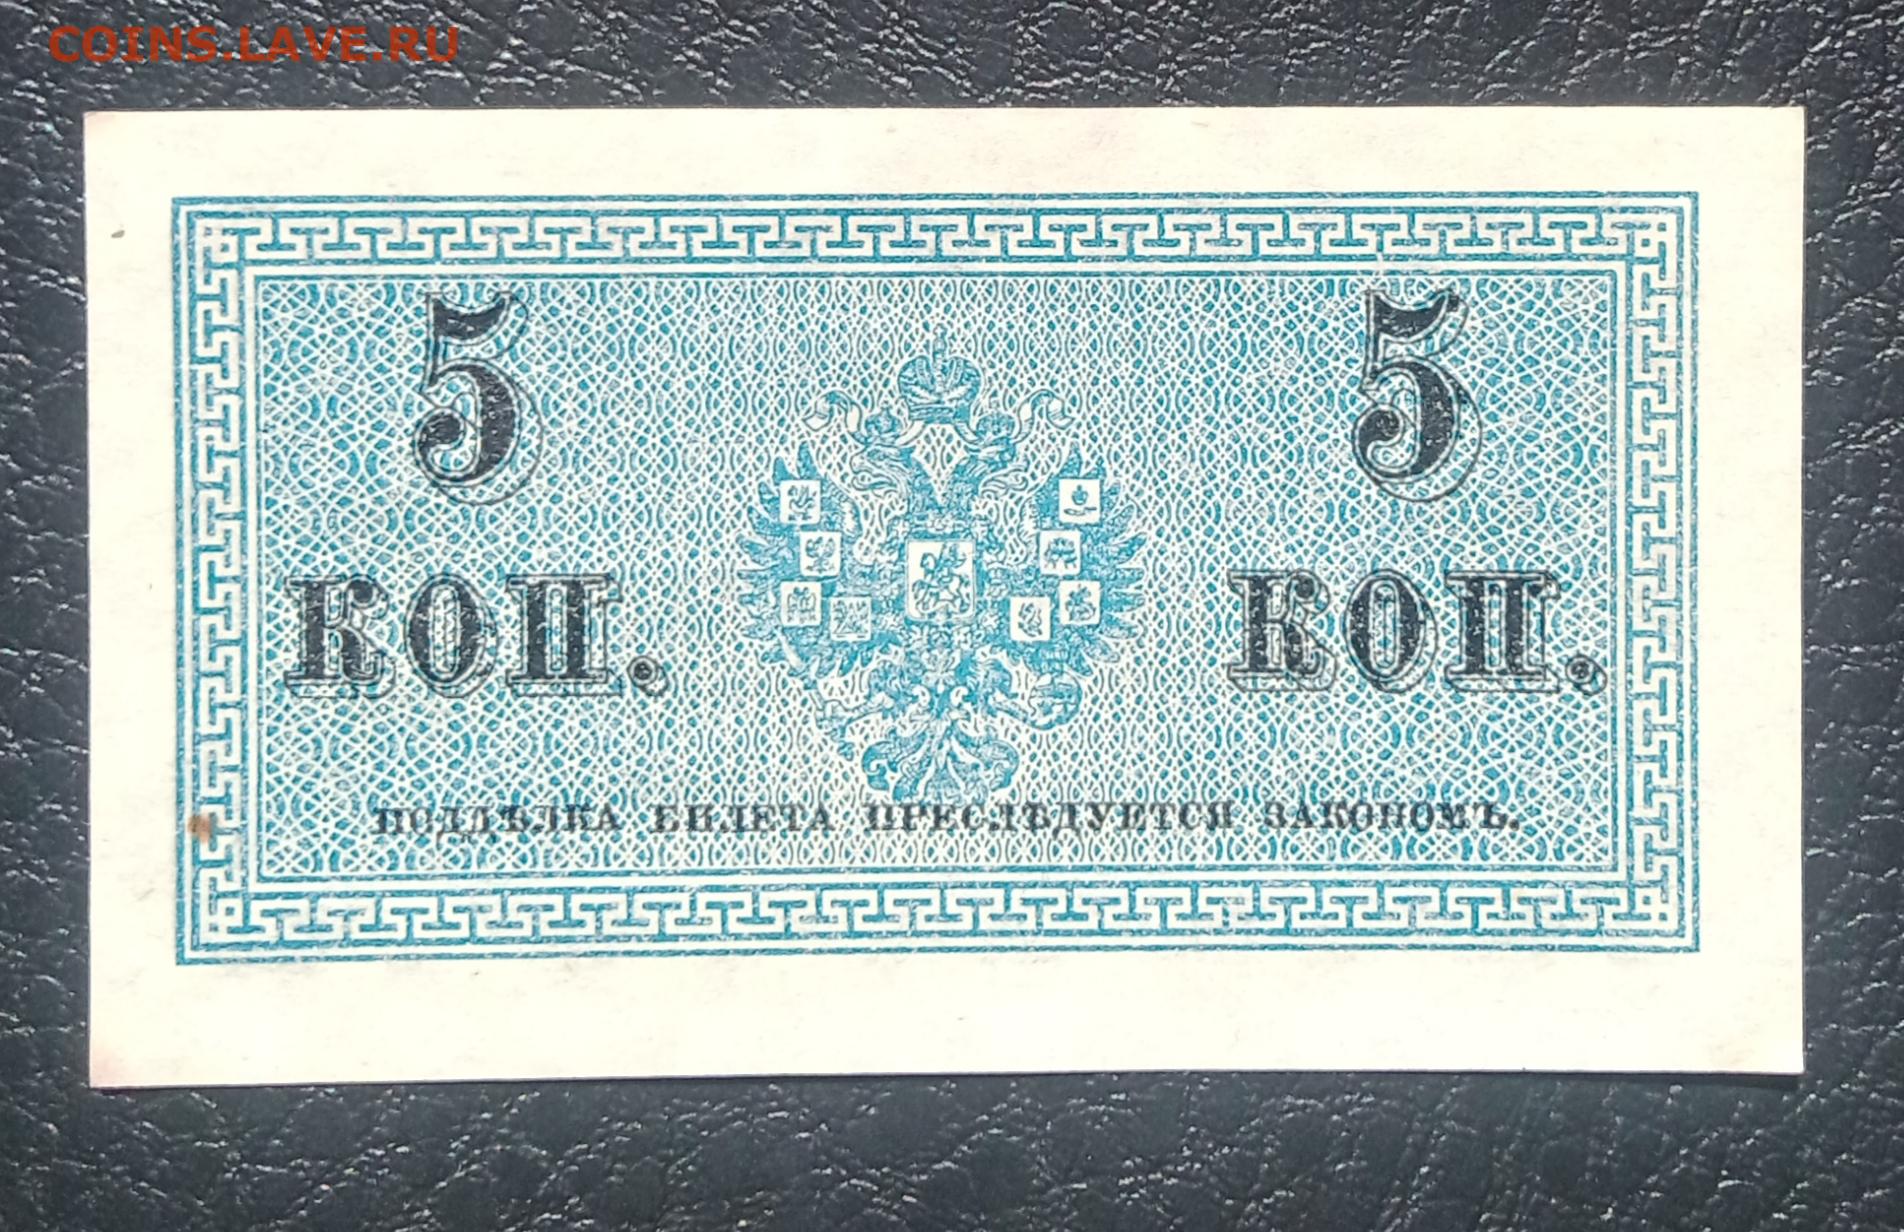 COINS.LAVE.RU
5 5
КОП. КОП.
ПОДДѢЛКА БИЛЕТА ПРЕСЛѢДУЕТСЯ ЗАКОНОМЪ.